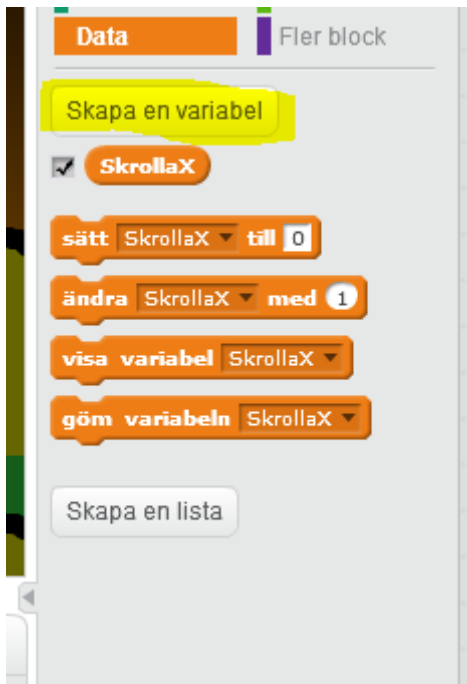 Data Fler block
Skapa en variabel
SkrollaX
sätt SkrollaX till 0
ändra SkrollaX med 1
visa variabel SkrollaX
göm variabeln SkrollaX
Skapa en lista